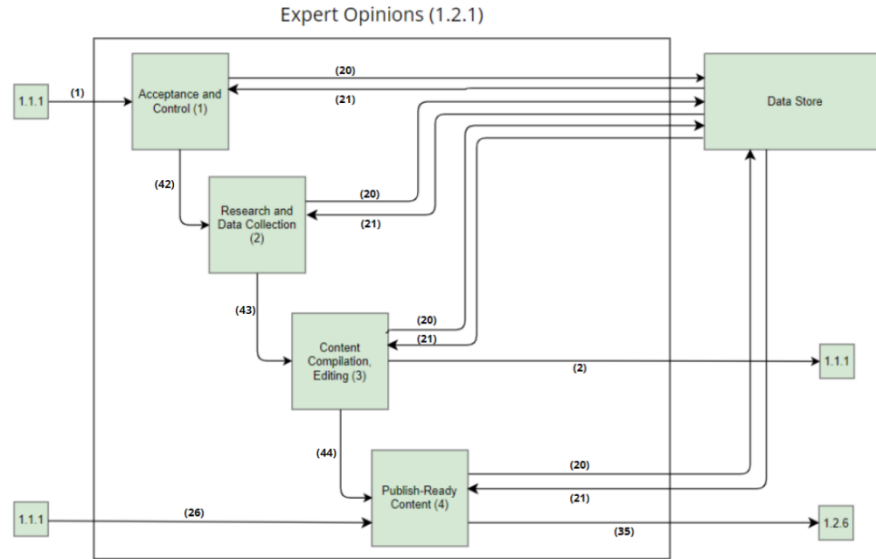 Expert Opinions (1.2.1)
1.1.1
(1)
Acceptance and
Control (1)
(20)
(21)
Data Store
(42)
Research and
Data Collection
(2)
(20)
(21)
(43)
Content
Compilation,
Editing (3)
(20)
(21)
(2)
1.1.1
(44)
Publish-Ready
Content (4)
(20)
(21)
1.1.1
(26)
(35)
1.2.6